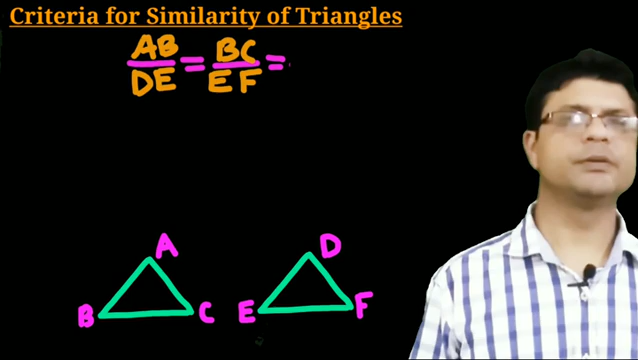 Criteria for Similarity of Triangles
AB/DE = BC/EF =
A
D
B
C
E
F